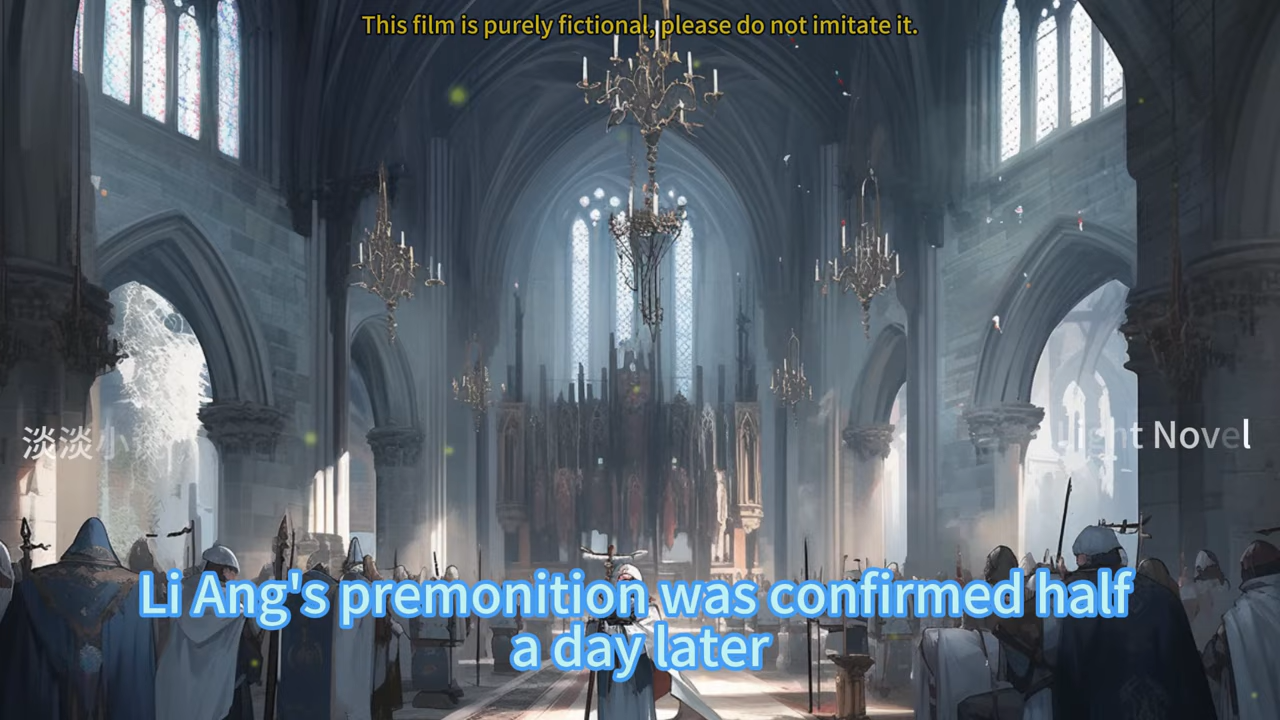 This film is purely fictional, please do not imitate it.
淡淡小
Light Novel
Li Ang's premonition was confirmed half
a day later